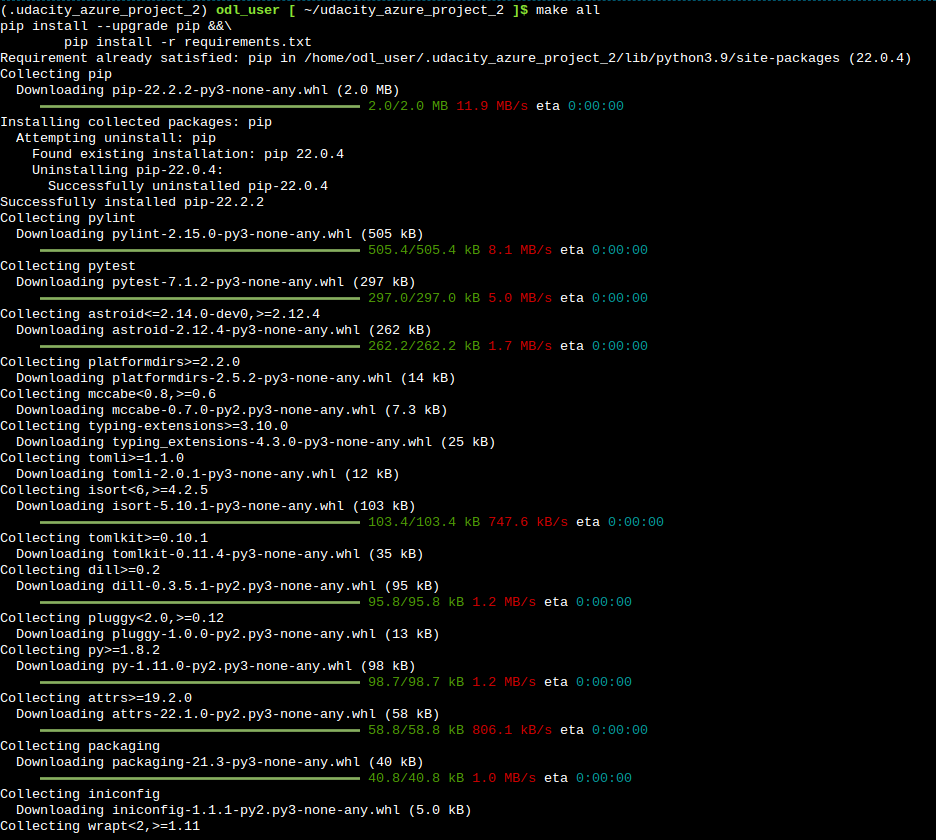 (.udacity_azure_project_2) odl_user [ ~/udacity_azure_project_2 ]$ make all
pip install --upgrade pip &&\
        pip install -r requirements.txt
Requirement already satisfied: pip in /home/odl_user/.udacity_azure_project_2/lib/python3.9/site-packages (22.0.4)
Collecting pip
  Downloading pip-22.2.2-py3-none-any.whl (2.0 MB)
2.0/2.0 MB 11.9 MB/s eta 0:00:00
Installing collected packages: pip
  Attempting uninstall: pip
    Found existing installation: pip 22.0.4
    Uninstalling pip-22.0.4:
      Successfully uninstalled pip-22.0.4
Successfully installed pip-22.2.2
Collecting pylint
  Downloading pylint-2.15.0-py3-none-any.whl (505 kB)
505.4/505.4 kB 8.1 MB/s eta 0:00:00
Collecting pytest
  Downloading pytest-7.1.2-py3-none-any.whl (297 kB)
297.0/297.0 kB 5.0 MB/s eta 0:00:00
Collecting astroid<=2.14.0-dev0,>=2.12.4
  Downloading astroid-2.12.4-py3-none-any.whl (262 kB)
262.2/262.2 kB 1.7 MB/s eta 0:00:00
Collecting platformdirs>=2.2.0
  Downloading platformdirs-2.5.2-py3-none-any.whl (14 kB)
Collecting mccabe<0.8,>=0.6
  Downloading mccabe-0.7.0-py2.py3-none-any.whl (7.3 kB)
Collecting typing-extensions>=3.10.0
  Downloading typing_extensions-4.3.0-py3-none-any.whl (25 kB)
Collecting tomli>=1.1.0
  Downloading tomli-2.0.1-py3-none-any.whl (12 kB)
Collecting isort<6,>=4.2.5
  Downloading isort-5.10.1-py3-none-any.whl (103 kB)
103.4/103.4 kB 747.6 kB/s eta 0:00:00
Collecting tomlkit>=0.10.1
  Downloading tomlkit-0.11.4-py3-none-any.whl (35 kB)
Collecting dill>=0.2
  Downloading dill-0.3.5.1-py2.py3-none-any.whl (95 kB)
95.8/95.8 kB 1.2 MB/s eta 0:00:00
Collecting pluggy<2.0,>=0.12
  Downloading pluggy-1.0.0-py2.py3-none-any.whl (13 kB)
Collecting py>=1.8.2
  Downloading py-1.11.0-py2.py3-none-any.whl (98 kB)
98.7/98.7 kB 1.2 MB/s eta 0:00:00
Collecting attrs>=19.2.0
  Downloading attrs-22.1.0-py2.py3-none-any.whl (58 kB)
58.8/58.8 kB 806.1 kB/s eta 0:00:00
Collecting packaging
  Downloading packaging-21.3-py3-none-any.whl (40 kB)
40.8/40.8 kB 1.0 MB/s eta 0:00:00
Collecting iniconfig
  Downloading iniconfig-1.1.1-py2.py3-none-any.whl (5.0 kB)
Collecting wrapt<2,>=1.11